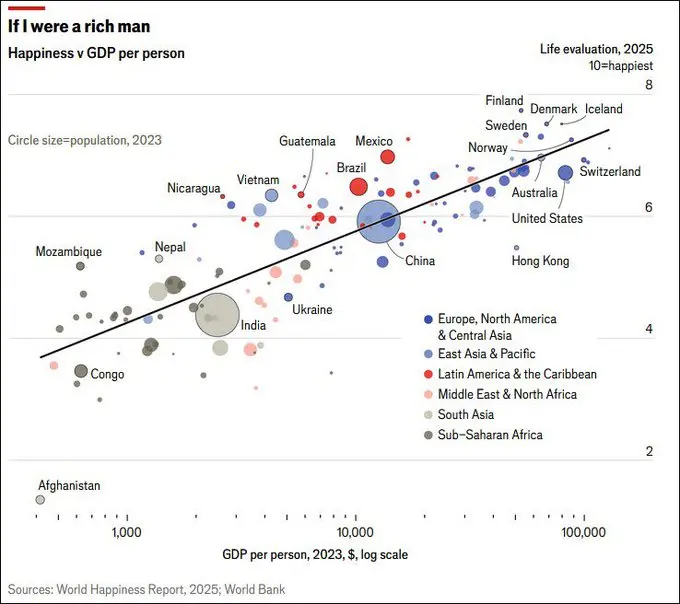 If I were a rich man
Happiness v GDP per person
Life evaluation, 2025
10=happiest
8
Circle size=population, 2023
Finland
Denmark
Iceland
Sweden
Norway
Guatemala
Mexico
Brazil
Vietnam
Nicaragua
Switzerland
Australia
United States
6
Mozambique
Nepal
China
Hong Kong
Ukraine
India
Congo
Europe, North America
& Central Asia
East Asia & Pacific
4
Latin America & the Caribbean
Middle East & North Africa
South Asia
Sub-Saharan Africa
2
Afghanistan
1,000
10,000
100,000
GDP per person, 2023, $, log scale
Sources: World Happiness Report, 2025; World Bank